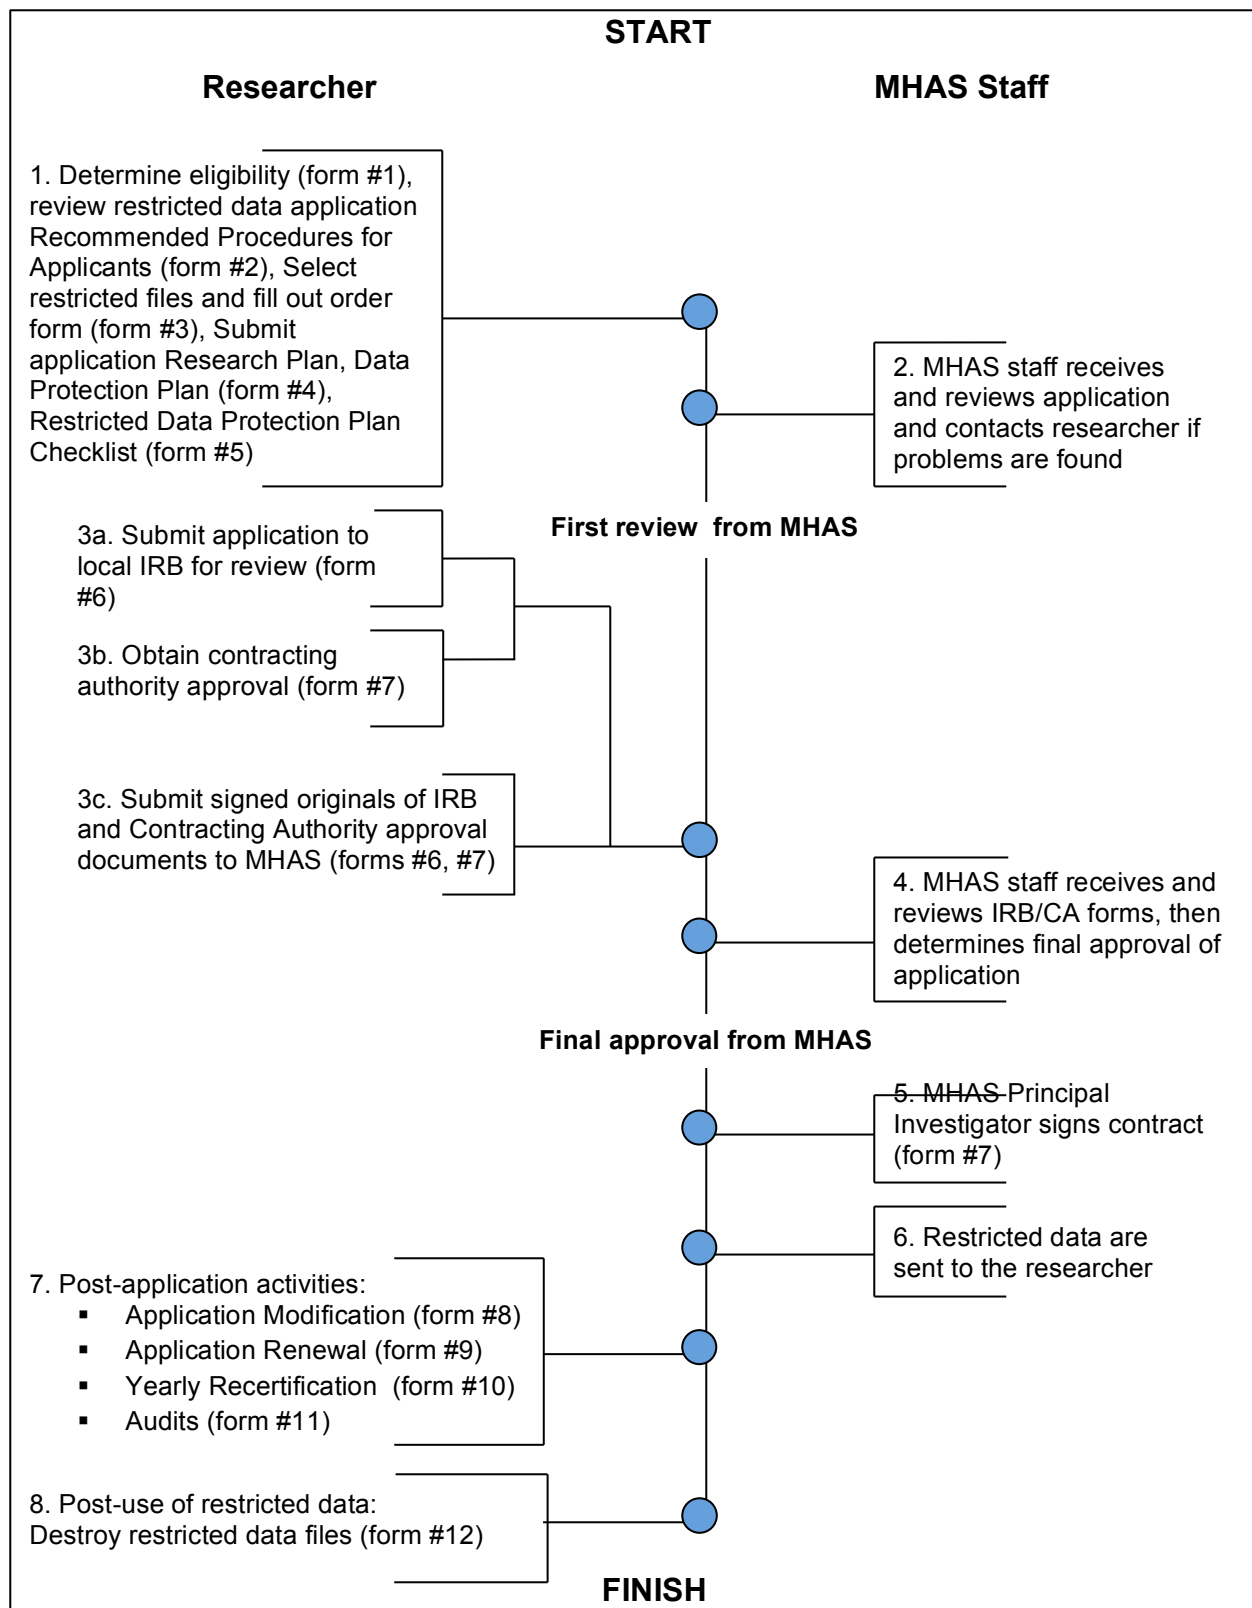 START
Researcher
MHAS Staff
1. Determine eligibility (form #1),
review restricted data application
Recommended Procedures for
Applicants (form #2), Select
restricted files and fill out order
form (form #3), Submit
application Research Plan, Data
Protection Plan (form #4),
Restricted Data Protection Plan
Checklist (form #5)
2. MHAS staff receives
and reviews application
and contacts researcher if
problems are found
First review from MHAS
3a. Submit application to
local IRB for review (form
#6)
3b. Obtain contracting
authority approval (form #7)
3c. Submit signed originals of IRB
and Contracting Authority approval
documents to MHAS (forms #6, #7)
4. MHAS staff receives and
reviews IRB/CA forms, then
determines final approval of
application
Final approval from MHAS
5. MHAS Principal
Investigator signs contract
(form #7)
6. Restricted data are
sent to the researcher
7. Post-application activities:
▪ Application Modification (form #8)
▪ Application Renewal (form #9)
▪ Yearly Recertification (form #10)
▪ Audits (form #11)
8. Post-use of restricted data:
Destroy restricted data files (form #12)
FINISH